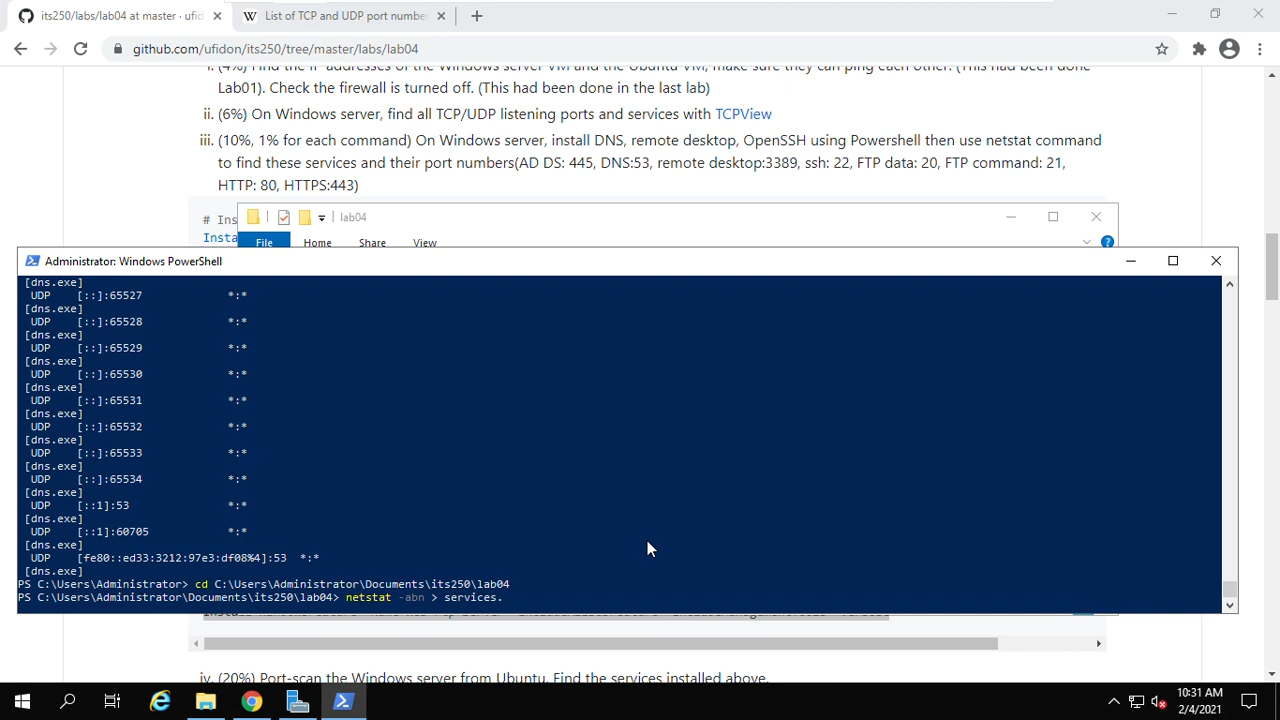 its250/labs/lab04 at master · ufid
List of TCP and UDP port number
github.com/ufidon/its250/tree/master/labs/lab04
i. (4%) Find the IP addresses of the Windows server VM and the Ubuntu VM, make sure they can ping each other. (This had been done
Lab01). Check the firewall is turned off. (This had been done in the last lab)
ii. (6%) On Windows server, find all TCP/UDP listening ports and services with TCPView
iii. (10%, 1% for each command) On Windows server, install DNS, remote desktop, OpenSSH using Powershell then use netstat command
to find these services and their port numbers(AD DS: 445, DNS:53, remote desktop:3389, ssh: 22, FTP data: 20, FTP command: 21,
HTTP: 80, HTTPS:443)
# Ins
Insta
lab04
File Home Share View
Administrator: Windows PowerShell
[dns.exe]
UDP [::]:65527 *:*
[dns.exe]
UDP [::]:65528 *:*
[dns.exe]
UDP [::]:65529 *:*
[dns.exe]
UDP [::]:65530 *:*
[dns.exe]
UDP [::]:65531 *:*
[dns.exe]
UDP [::]:65532 *:*
[dns.exe]
UDP [::]:65533 *:*
[dns.exe]
UDP [::]:65534 *:*
[dns.exe]
UDP [::1]:53 *:*
[dns.exe]
UDP [::1]:60705 *:*
[dns.exe]
UDP [fe80::ed33:3212:97e3:df08%4]:53 *:*
[dns.exe]
PS C:\Users\Administrator> cd C:\Users\Administrator\Documents\its250\lab04
PS C:\Users\Administrator\Documents\its250\lab04> netstat -abn > services.
iv. (20%) Port-scan the Windows server from Ubuntu. Find the services installed above.
10:31 AM
2/4/2021